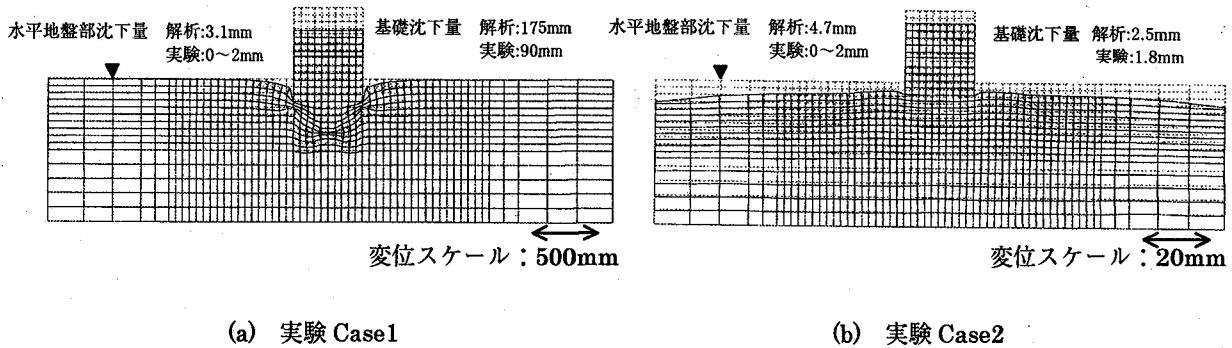 水平地盤部沈下量 解析:3.1mm
実験:0～2mm
基礎沈下量 解析:175mm
実験:90mm
変位スケール：500mm
(a) 実験 Case1
水平地盤部沈下量 解析:4.7mm
実験:0～2mm
基礎沈下量 解析:2.5mm
実験:1.8mm
変位スケール：20mm
(b) 実験 Case2